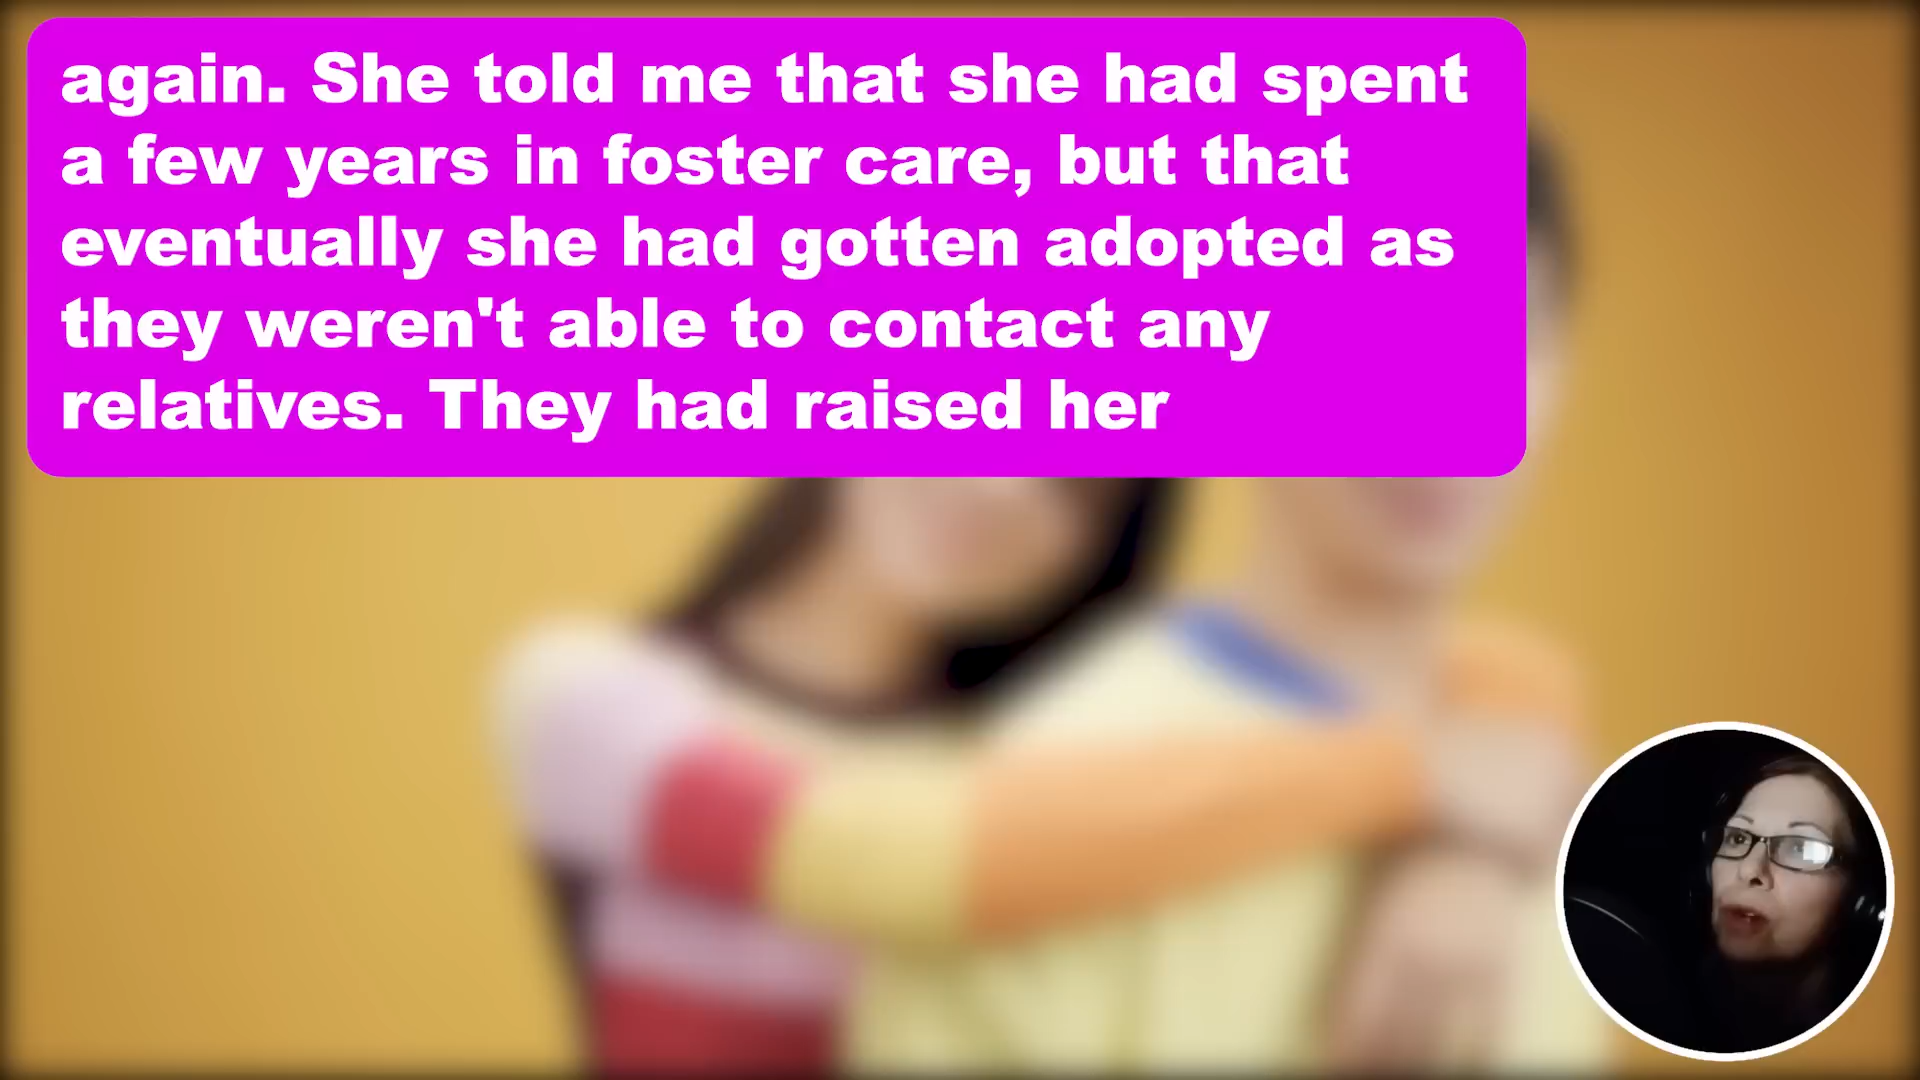 again. She told me that she had spent
a few years in foster care, but that
eventually she had gotten adopted as
they weren't able to contact any
relatives. They had raised her